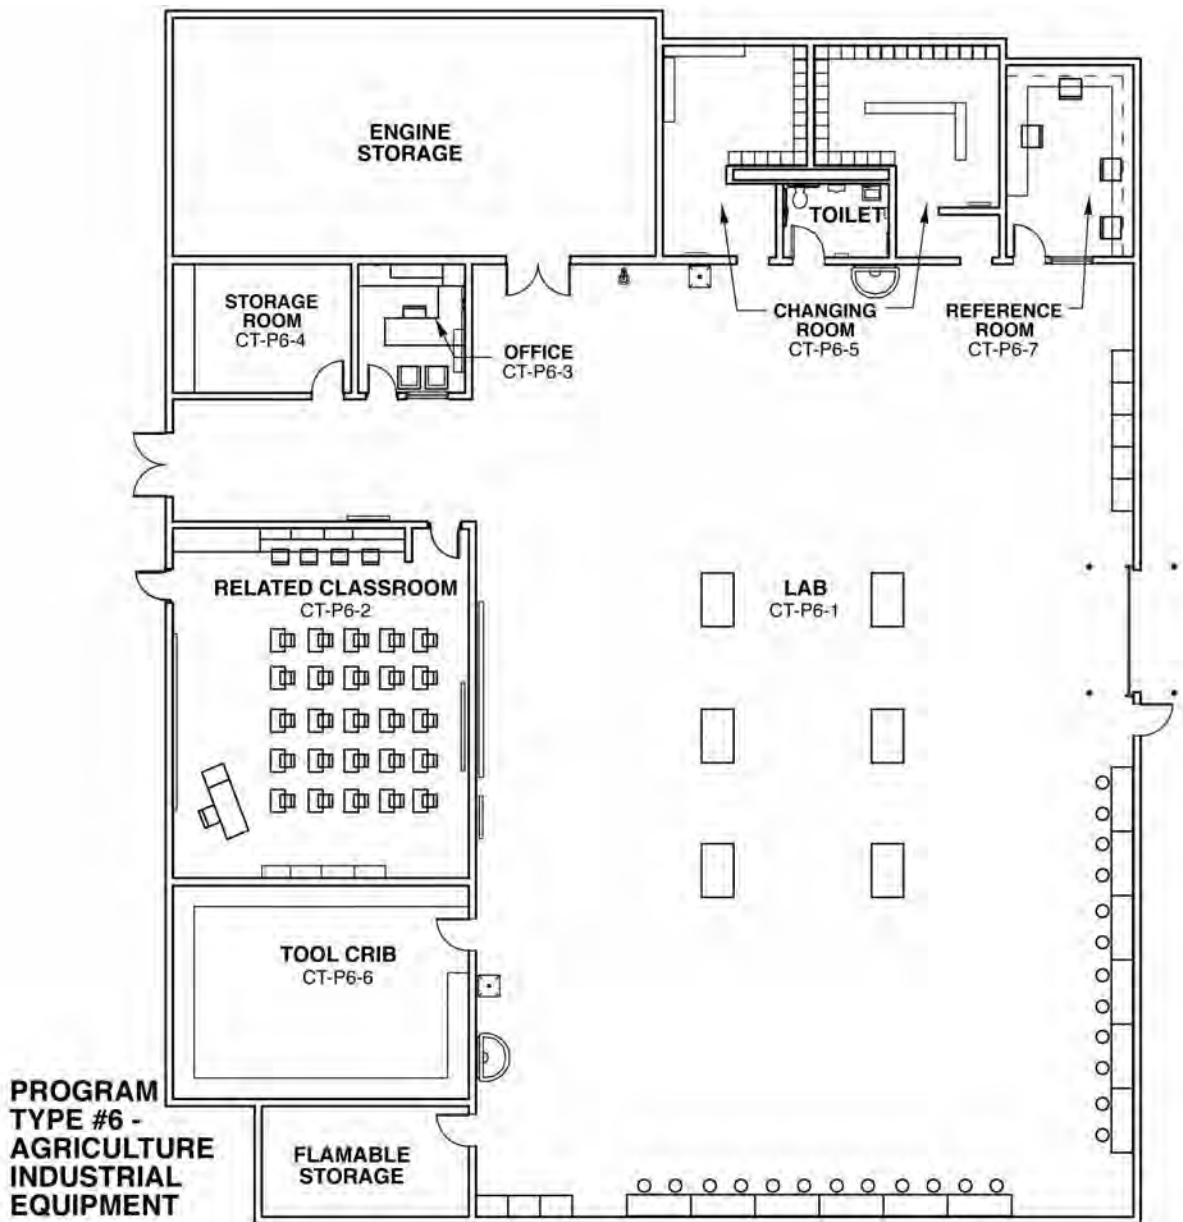 ENGINE
STORAGE
TOILET
STORAGE
ROOM
CT-P6-4
OFFICE
CT-P6-3
CHANGING
ROOM
CT-P6-5
REFERENCE
ROOM
CT-P6-7
RELATED CLASSROOM
CT-P6-2
LAB
CT-P6-1
TOOL CRIB
CT-P6-6
FLAMABLE
STORAGE
PROGRAM
TYPE #6 -
AGRICULTURE
INDUSTRIAL
EQUIPMENT